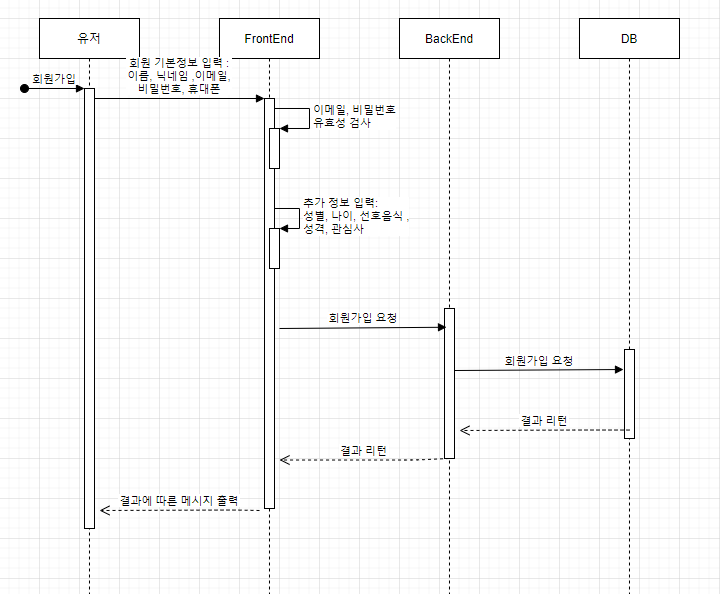 유저
FrontEnd
BackEnd
DB
회원가입
회원 기본정보 입력 :
이름, 닉네임 ,이메일,
비밀번호, 휴대폰
이메일, 비밀번호
유효성 검사
추가 정보 입력:
성별, 나이, 선호음식 ,
성격, 관심사
회원가입 요청
회원가입 요청
결과 리턴
결과 리턴
결과에 따른 메시지 출력